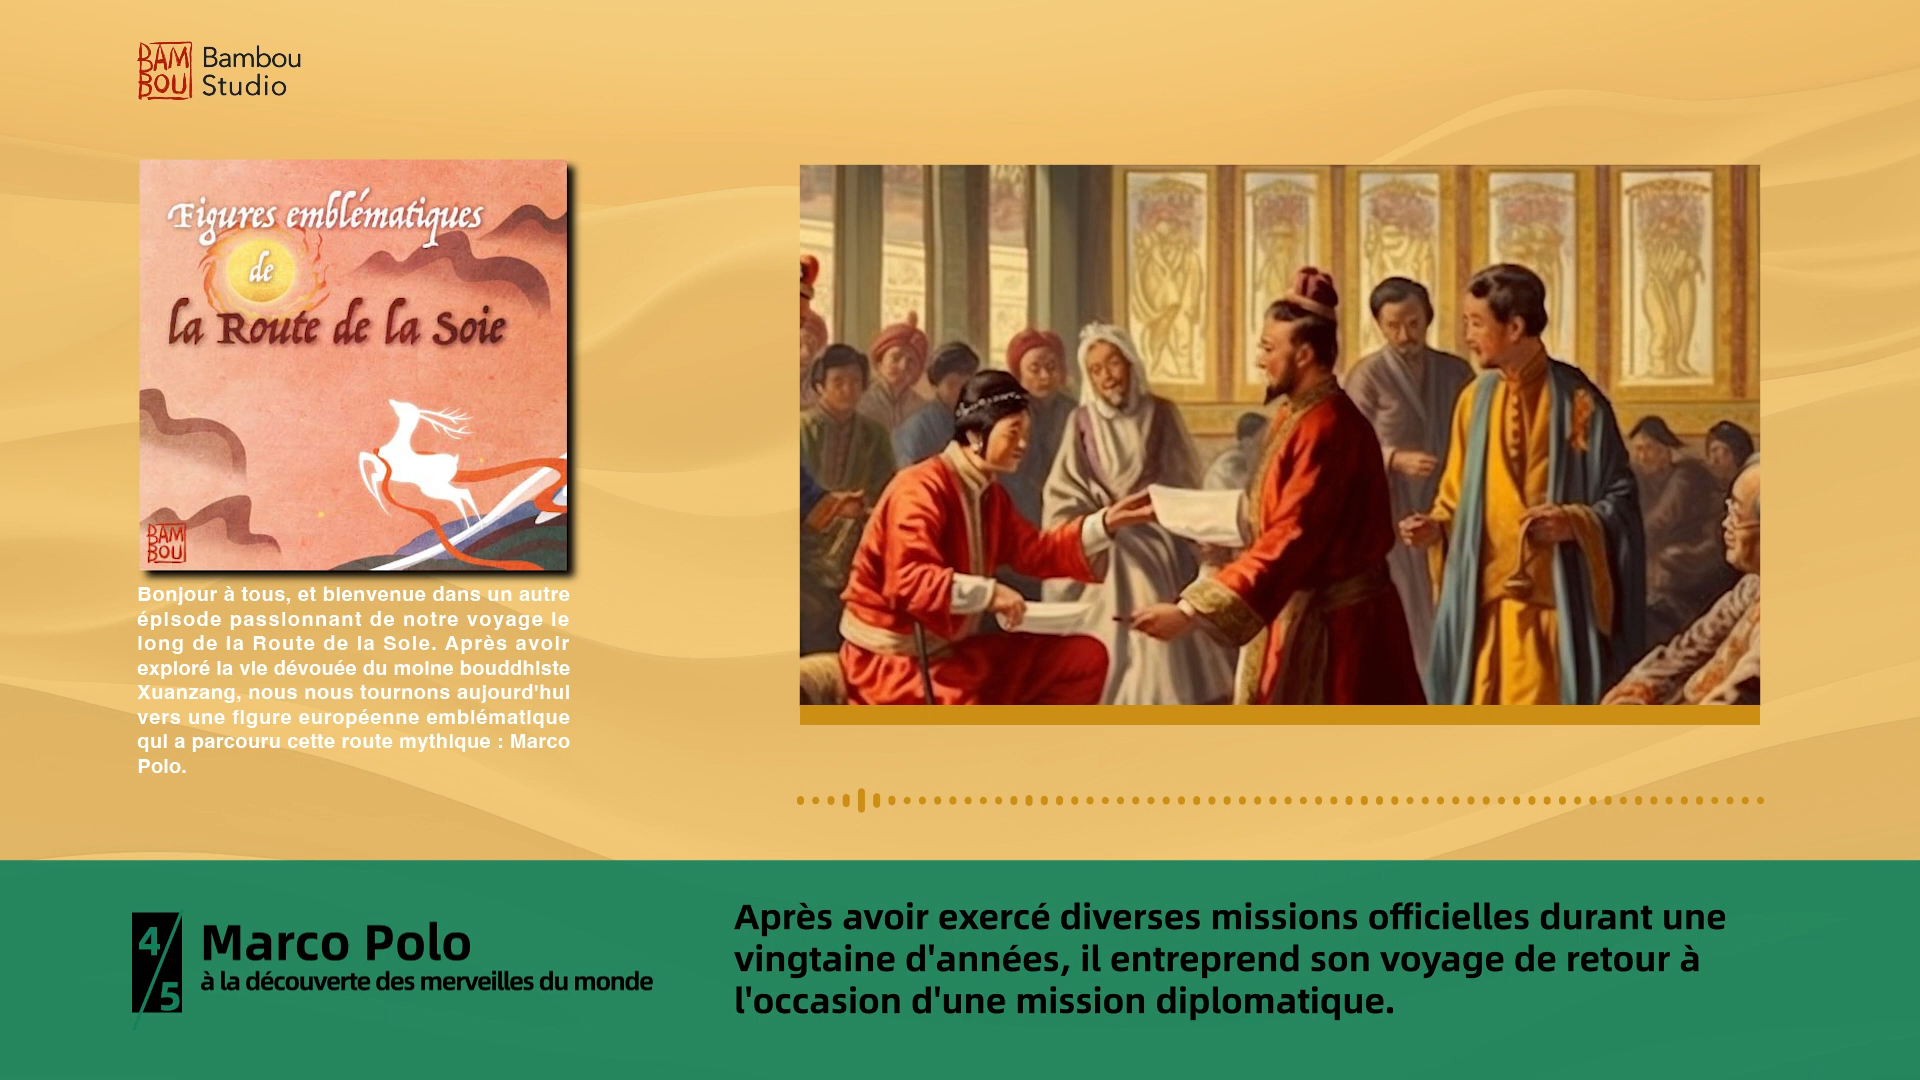 BAM
BOU
Bambou
Studio
Figures emblématiques
de
la Route de la Soie
BAM
BOU
Bonjour à tous, et bienvenue dans un autre
épisode passionnant de notre voyage le
long de la Route de la Soie. Après avoir
exploré la vie dévouée du moine bouddhiste
Xuanzang, nous nous tournons aujourd'hui
vers une figure européenne emblématique
qui a parcouru cette route mythique : Marco
Polo.
4/5
Marco Polo
à la découverte des merveilles du monde
Après avoir exercé diverses missions officielles durant une
vingtaine d'années, il entreprend son voyage de retour à
l'occasion d'une mission diplomatique.